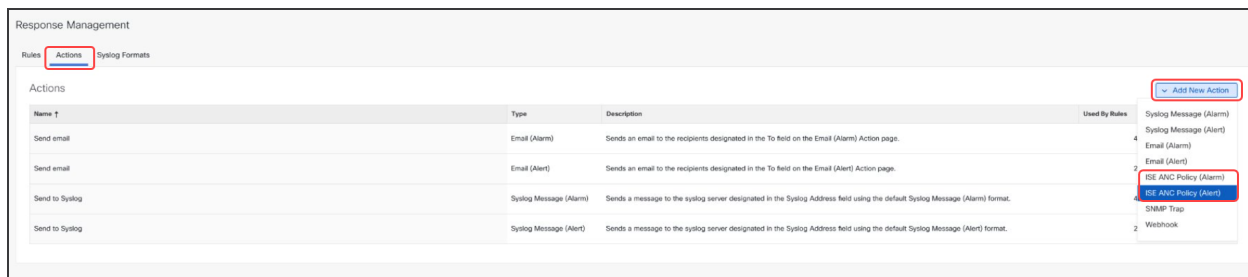 Response Management
Rules Actions Syslog Formats
Actions
Add New Action
Name ↑ Type Description Used By Rules
Send email Email (Alarm) Sends an email to the recipients designated in the To field on the Email (Alarm) Action page. 4
Send email Email (Alert) Sends an email to the recipients designated in the To field on the Email (Alert) Action page. 2
Send to Syslog Syslog Message (Alarm) Sends a message to the syslog server designated in the Syslog Address field using the default Syslog Message (Alarm) format. 4
Send to Syslog Syslog Message (Alert) Sends a message to the syslog server designated in the Syslog Address field using the default Syslog Message (Alert) format. 2
Syslog Message (Alarm)
Syslog Message (Alert)
Email (Alarm)
Email (Alert)
ISE ANC Policy (Alarm)
ISE ANC Policy (Alert)
SNMP Trap
Webhook